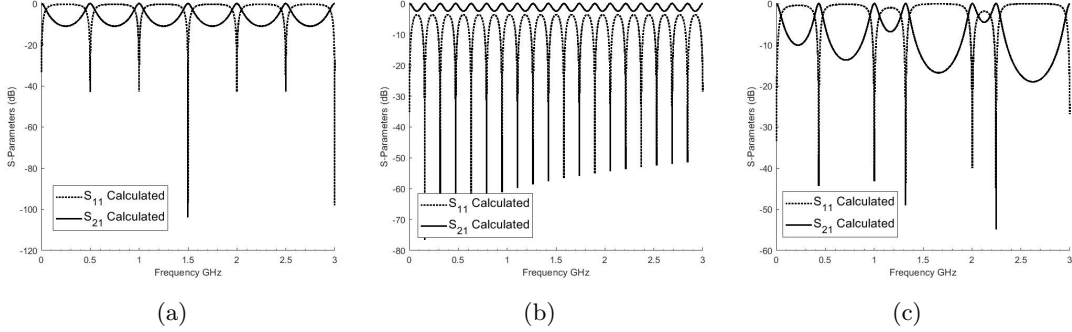 0
-20
-40
-60
-80
-100
-120
S-Parameters (dB)
S11 Calculated
S21 Calculated
0 0.5 1 1.5 2 2.5 3
Frequency GHz
(a)
0
-10
-20
-30
-40
-50
-60
-70
-80
S-Parameters (dB)
S11 Calculated
S21 Calculated
0 0.5 1 1.5 2 2.5 3
Frequency GHz
(b)
0
-10
-20
-30
-40
-50
-60
S-Parameters (dB)
S11 Calculated
S21 Calculated
0 0.5 1 1.5 2 2.5 3
Frequency GHz
(c)